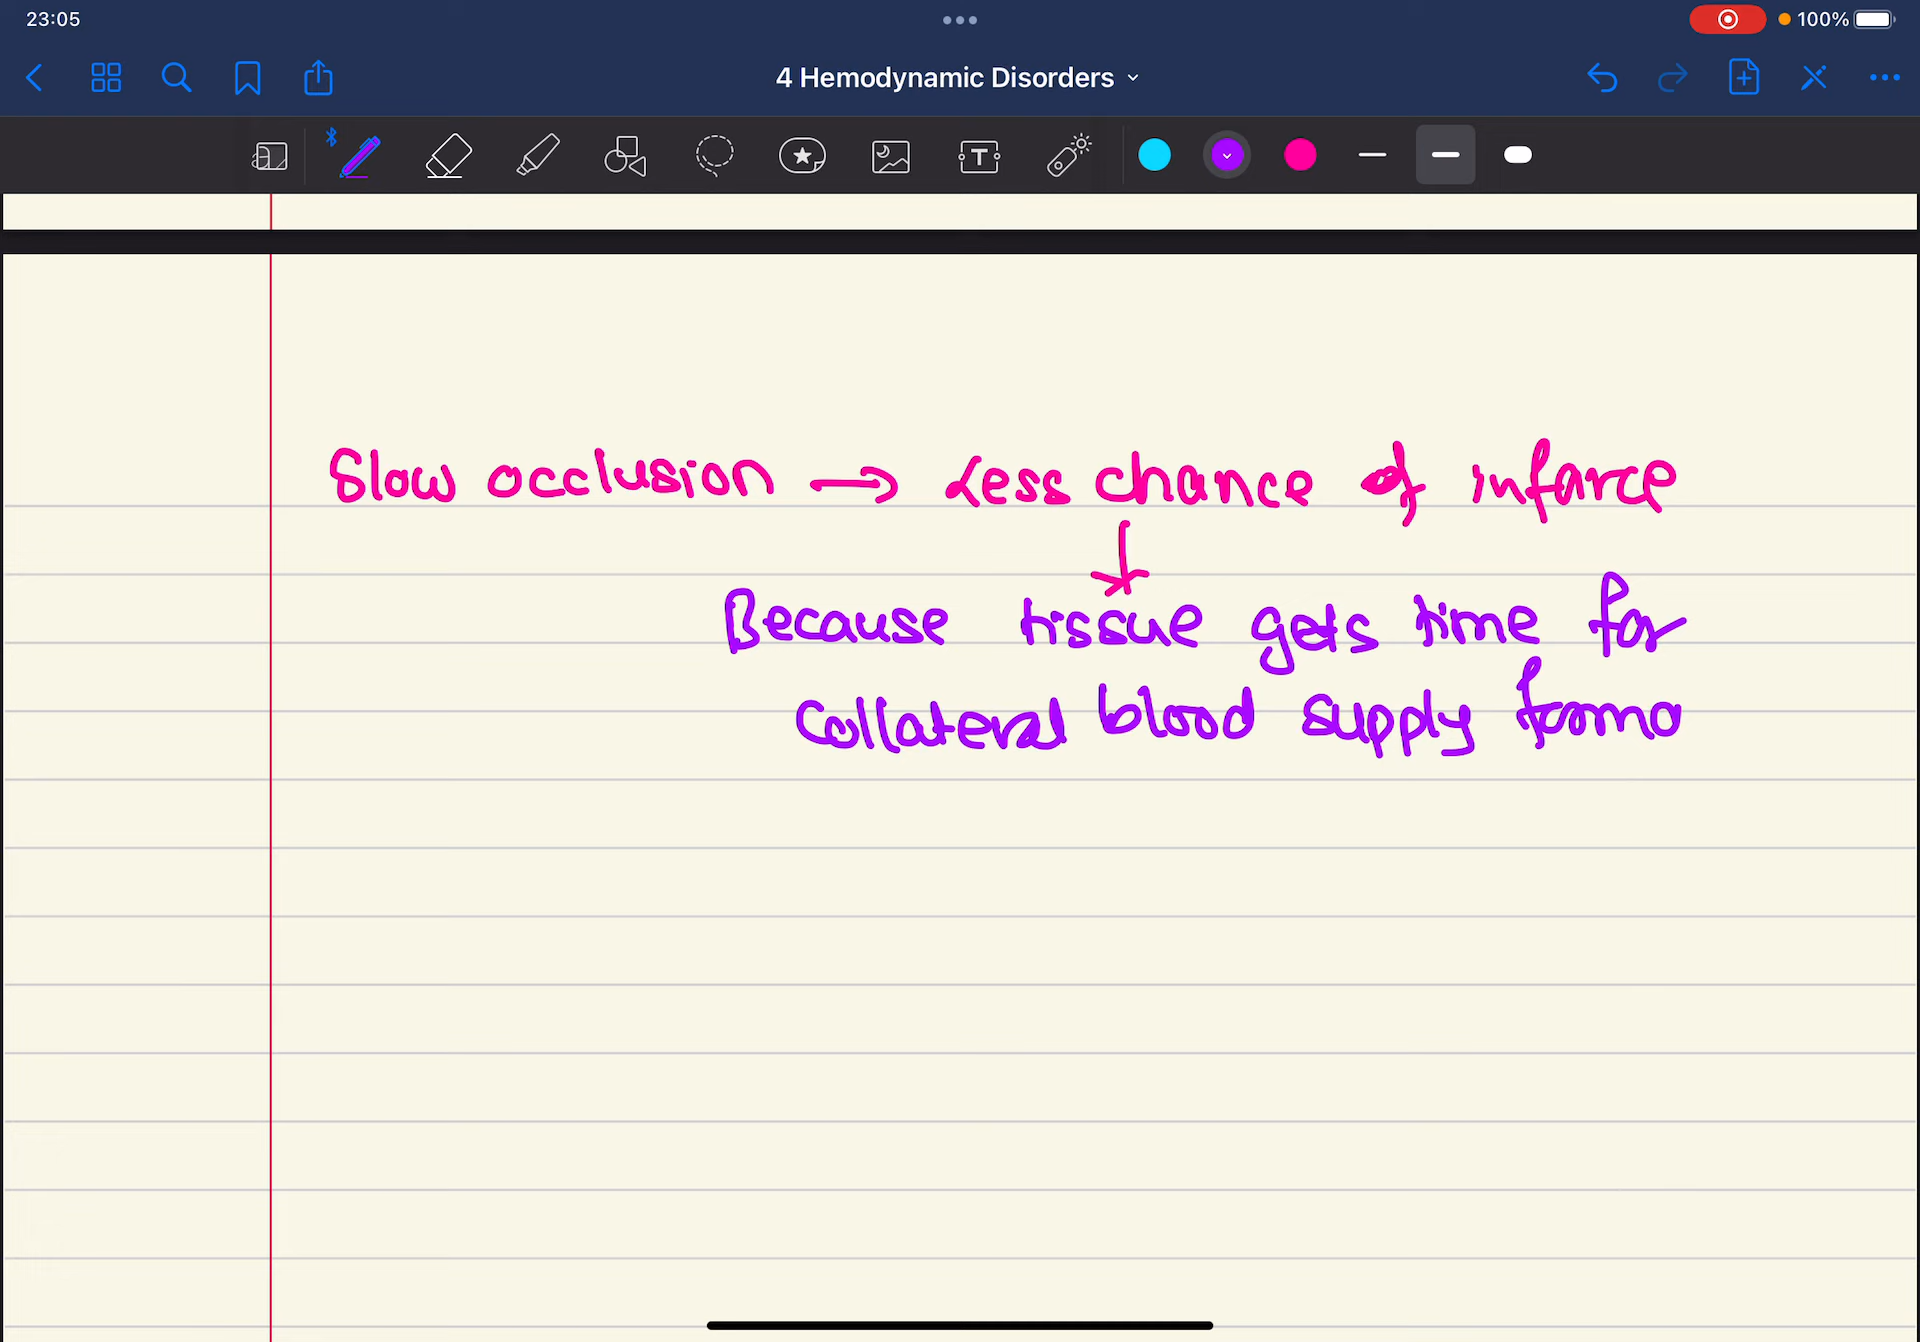 23:05
100%
4 Hemodynamic Disorders
Slow occlusion → Less chance of infarct
↓
Because tissue gets time for
Collateral blood supply forma